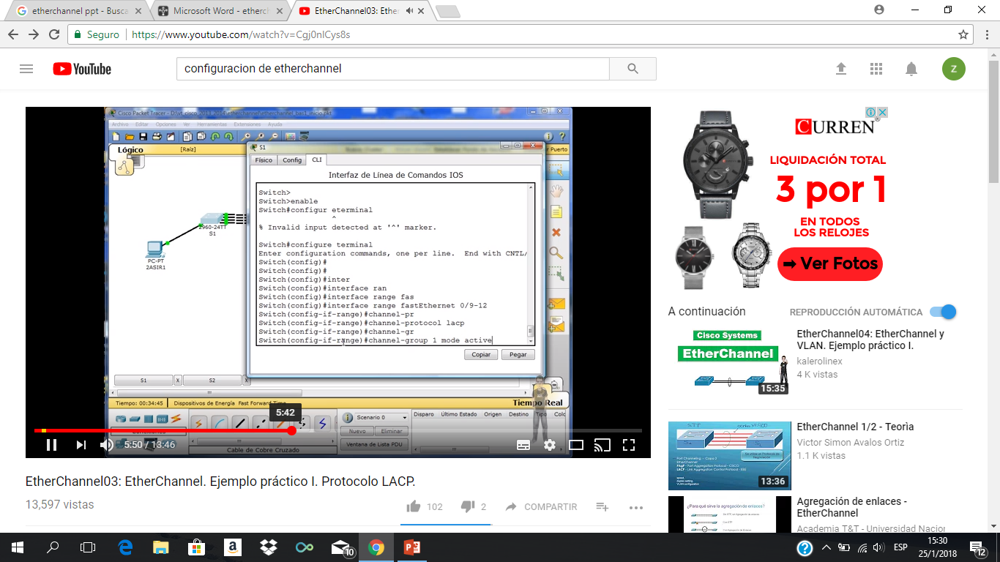 etherchannel ppt - Busca
Microsoft Word - etherch
EtherChannel03: Ether
Seguro
https://www.youtube.com/watch?v=Cgj0nlCys8s
YouTube
configuracion de etherchannel
Z
Cisco Packet Tracer
Archivo Editar Opciones Ver Herramientas Extensiones Ayuda
Lógico
[Raíz]
er Puerto
S1
Físico
Config
CLI
Interfaz de Línea de Comandos IOS
Switch>
Switch>enable
Switch#configur eterminal
^
% Invalid input detected at '^' marker.
Switch#configure terminal
Enter configuration commands, one per line. End with CNTL/
Switch(config)#
Switch(config)#
Switch(config)#inter
Switch(config)#interface ran
Switch(config)#interface range fas
Switch(config)#interface range fastEthernet 0/9-12
Switch(config-if-range)#channel-pr
Switch(config-if-range)#channel-protocol lacp
Switch(config-if-range)#channel-gr
Switch(config-if-range)#channel-group 1 mode active
Copiar
Pegar
2960-24TT
S1
PC-PT
2ASIR1
S1
X
S2
X
Tiempo: 00:34:45
Dispositivos de Energía Fast Forward Time
Tiempo Real
5:42
Scenario 0
Nuevo
Eliminar
Ventana de Lista PDU
Disparo
Último Estado
Origen
Destino
Tipo
Colo
Cable de Cobre Cruzado
5:50 / 13:46
EtherChannel03: EtherChannel. Ejemplo práctico I. Protocolo LACP.
13,597 vistas
102
2
COMPARTIR
CURREN®
LIQUIDACIÓN TOTAL
3 por 1
EN TODOS
LOS RELOJES
➡ Ver Fotos
A continuación
REPRODUCCIÓN AUTOMÁTICA
Cisco Systems
EtherChannel
15:35
EtherChannel04: EtherChannel y
VLAN. Ejemplo práctico I.
kalerolinex
4 K vistas
13:36
EtherChannel 1/2 - Teorìa
Victor Simon Avalos Ortiz
1.1 K vistas
¿Para qué sirve la agregación de enlaces?
Agregación de enlaces -
EtherChannel
Academia T&T - Universidad Nacion
10
ESP
15:30
25/1/2018
12